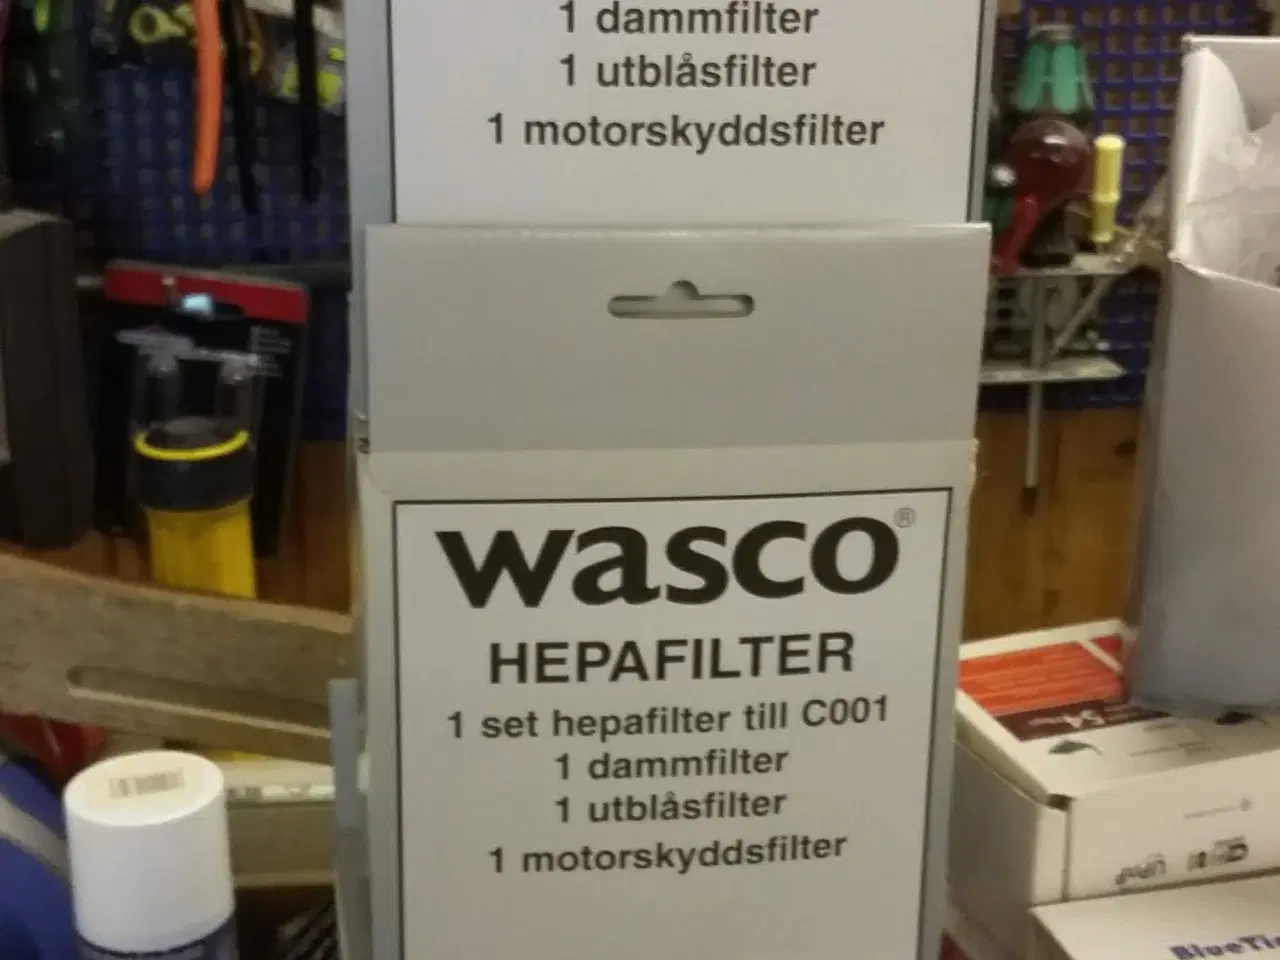 1 dammfilter
1 utblåsfilter
1 motorskyddsfilter
wasco®
HEPAFILTER
1 set hepafilter till C001
1 dammfilter
1 utblåsfilter
1 motorskyddsfilter
54